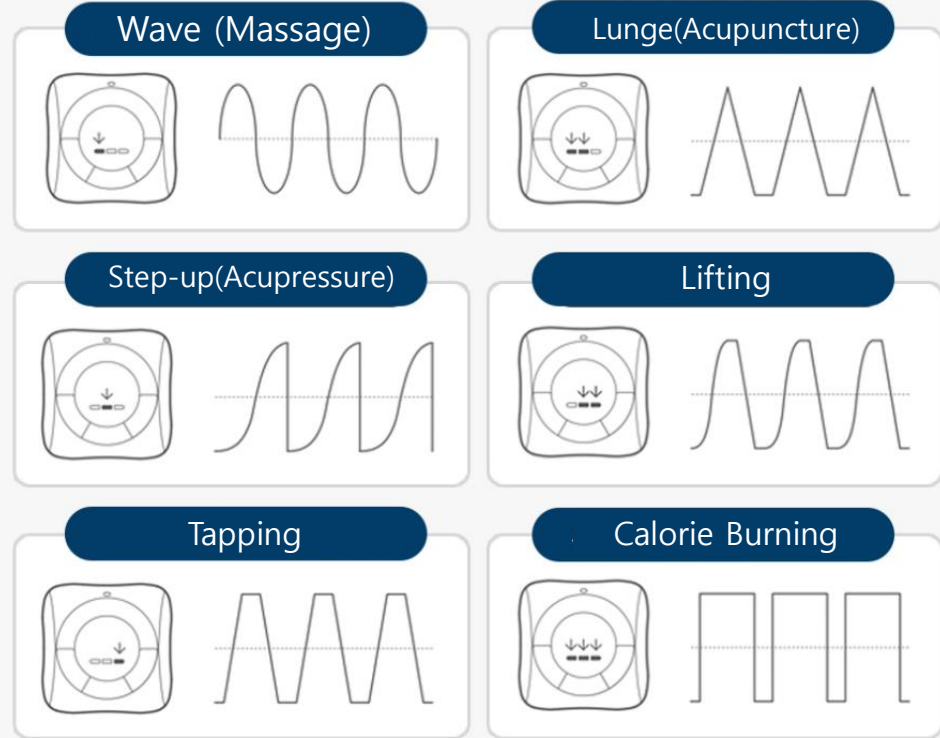 Wave (Massage)
Lunge(Acupuncture)
Step-up(Acupressure)
Lifting
Tapping
Calorie Burning